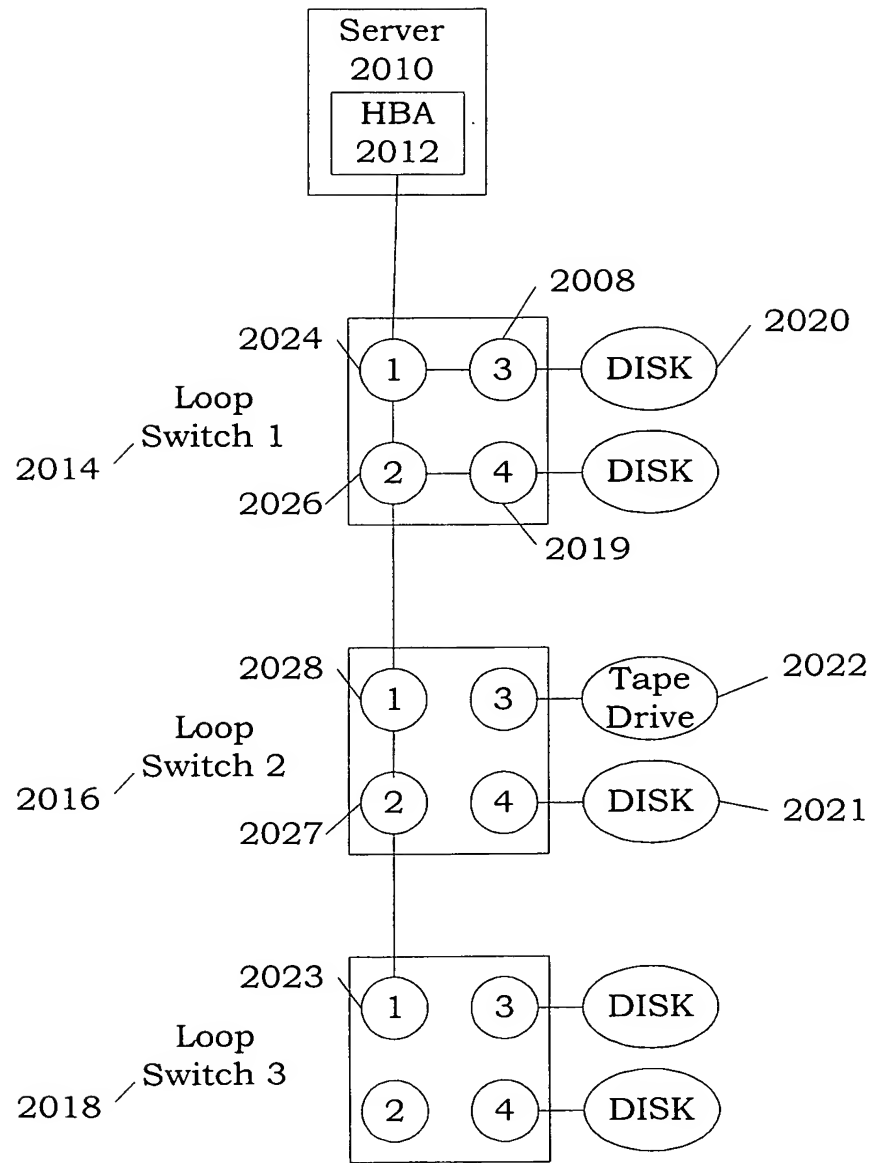 Server
2010
HBA
2012
2008
2024
2020
1
3
DISK
Loop
Switch 1
2014
2
4
DISK
2026
2019
2028
2022
1
3
Tape
Drive
Loop
Switch 2
2016
2
4
DISK
2021
2027
2023
1
3
DISK
Loop
Switch 3
2018
2
4
DISK